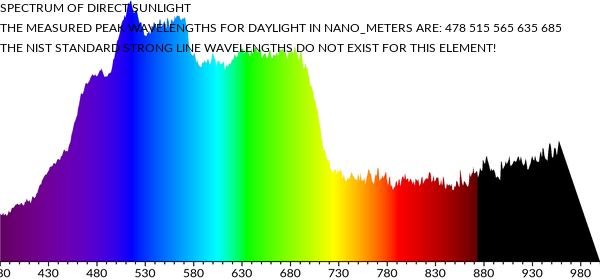 SPECTRUM OF DIRECT SUNLIGHT
THE MEASURED PEAK WAVELENGTHS FOR DAYLIGHT IN NANO_METERS ARE: 478 515 565 635 685
THE NIST STANDARD STRONG LINE WAVELENGTHS DO NOT EXIST FOR THIS ELEMENT!
80 430 480 530 580 630 680 730 780 830 880 930 980